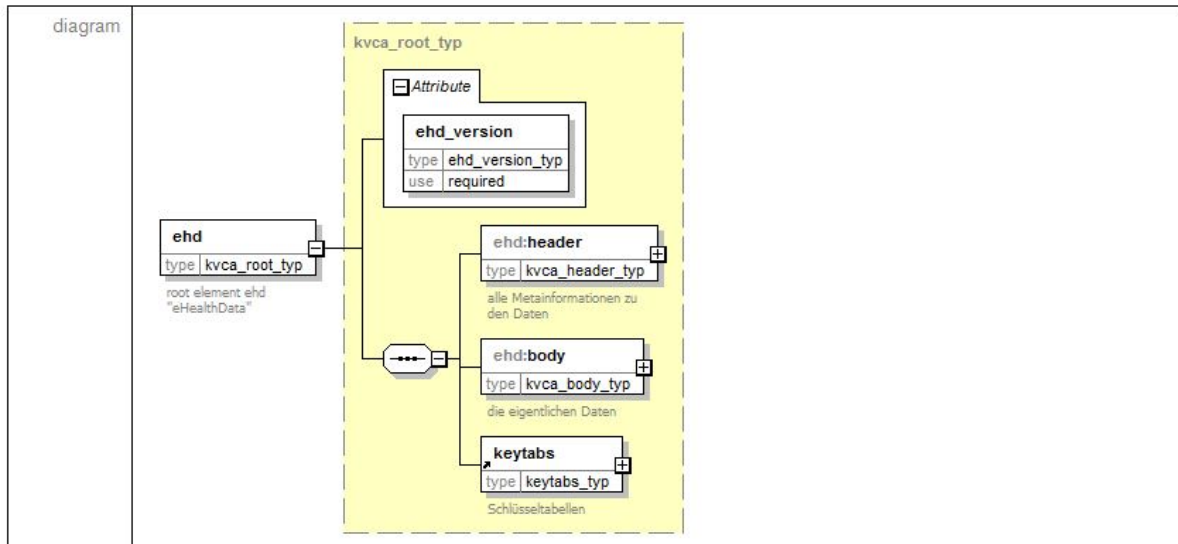 diagram
kvca_root_typ
Attribute
ehd_version
type ehd_version_typ
use required
ehd
type kvca_root_typ
root element ehd
"eHealthData"
ehd:header
type kvca_header_typ
alle Metainformationen zu
den Daten
ehd:body
type kvca_body_typ
die eigentlichen Daten
keytabs
type keytabs_typ
Schlüsseltabellen